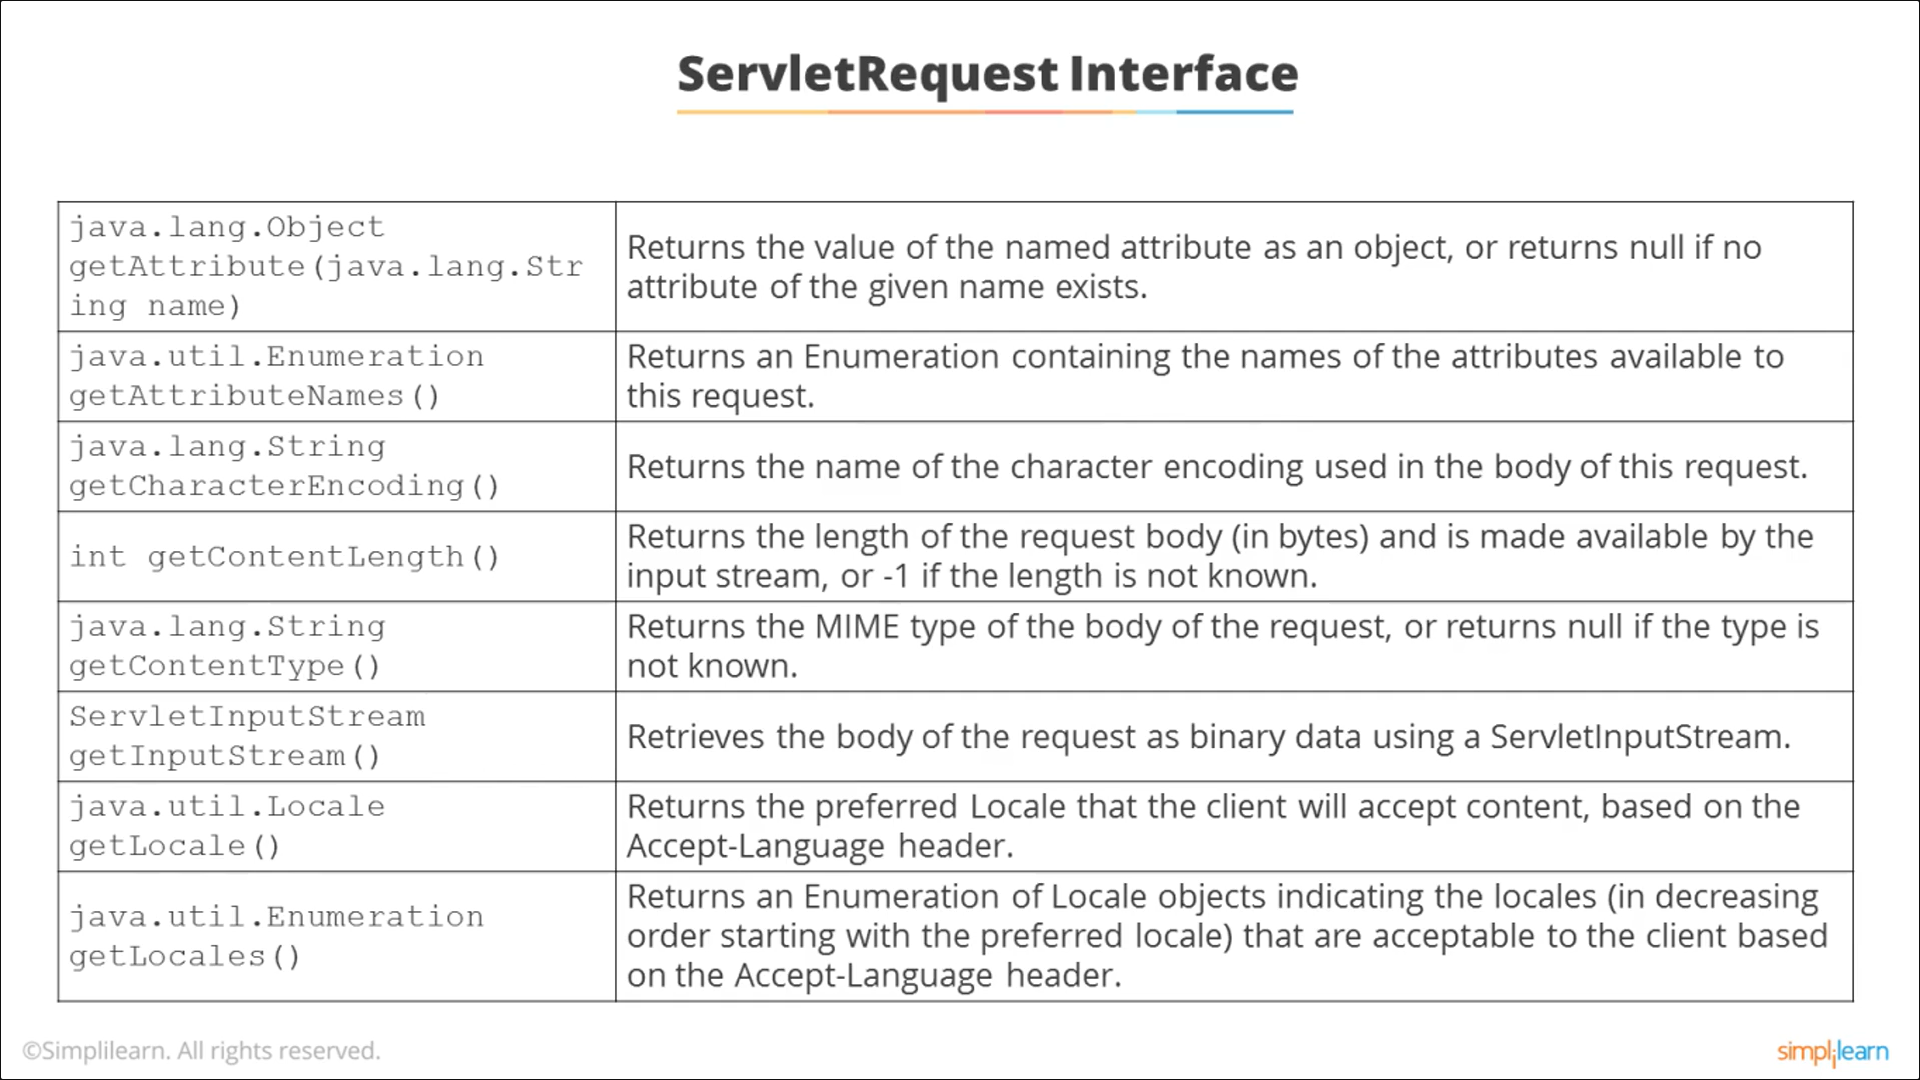 ServletRequest Interface
java.lang.Object
getAttribute(java.lang.Str
ing name)
Returns the value of the named attribute as an object, or returns null if no
attribute of the given name exists.
java.util.Enumeration
getAttributeNames()
Returns an Enumeration containing the names of the attributes available to
this request.
java.lang.String
getCharacterEncoding()
Returns the name of the character encoding used in the body of this request.
int getContentLength()
Returns the length of the request body (in bytes) and is made available by the
input stream, or -1 if the length is not known.
java.lang.String
getContentType()
Returns the MIME type of the body of the request, or returns null if the type is
not known.
ServletInputStream
getInputStream()
Retrieves the body of the request as binary data using a ServletInputStream.
java.util.Locale
getLocale()
Returns the preferred Locale that the client will accept content, based on the
Accept-Language header.
java.util.Enumeration
getLocales()
Returns an Enumeration of Locale objects indicating the locales (in decreasing
order starting with the preferred locale) that are acceptable to the client based
on the Accept-Language header.
©Simplilearn. All rights reserved.
simplilearn